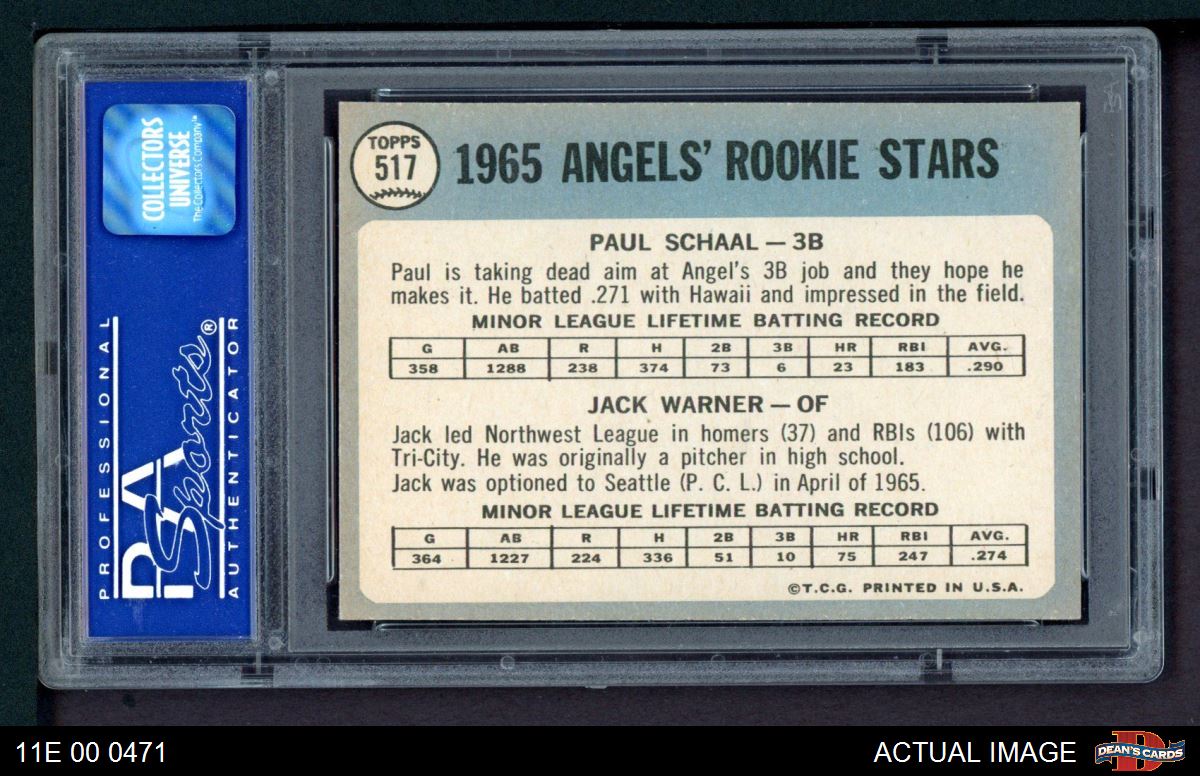 COLLECTORS
UNIVERSE
The Collectors Company™
PROFESSIONAL
PSA
Sports®
AUTHENTICATOR
TOPPS
517
1965 ANGELS' ROOKIE STARS
PAUL SCHAAL — 3B
Paul is taking dead aim at Angel's 3B job and they hope he
makes it. He batted .271 with Hawaii and impressed in the field.
MINOR LEAGUE LIFETIME BATTING RECORD
G AB R H 2B 3B HR RBI AVG.
358 1288 238 374 73 6 23 183 .290
JACK WARNER — OF
Jack led Northwest League in homers (37) and RBIs (106) with
Tri-City. He was originally a pitcher in high school.
Jack was optioned to Seattle (P. C. L.) in April of 1965.
MINOR LEAGUE LIFETIME BATTING RECORD
G AB R H 2B 3B HR RBI AVG.
364 1227 224 336 51 10 75 247 .274
©T.C.G. PRINTED IN U.S.A.
11E 00 0471
ACTUAL IMAGE
DEAN'S CARDS